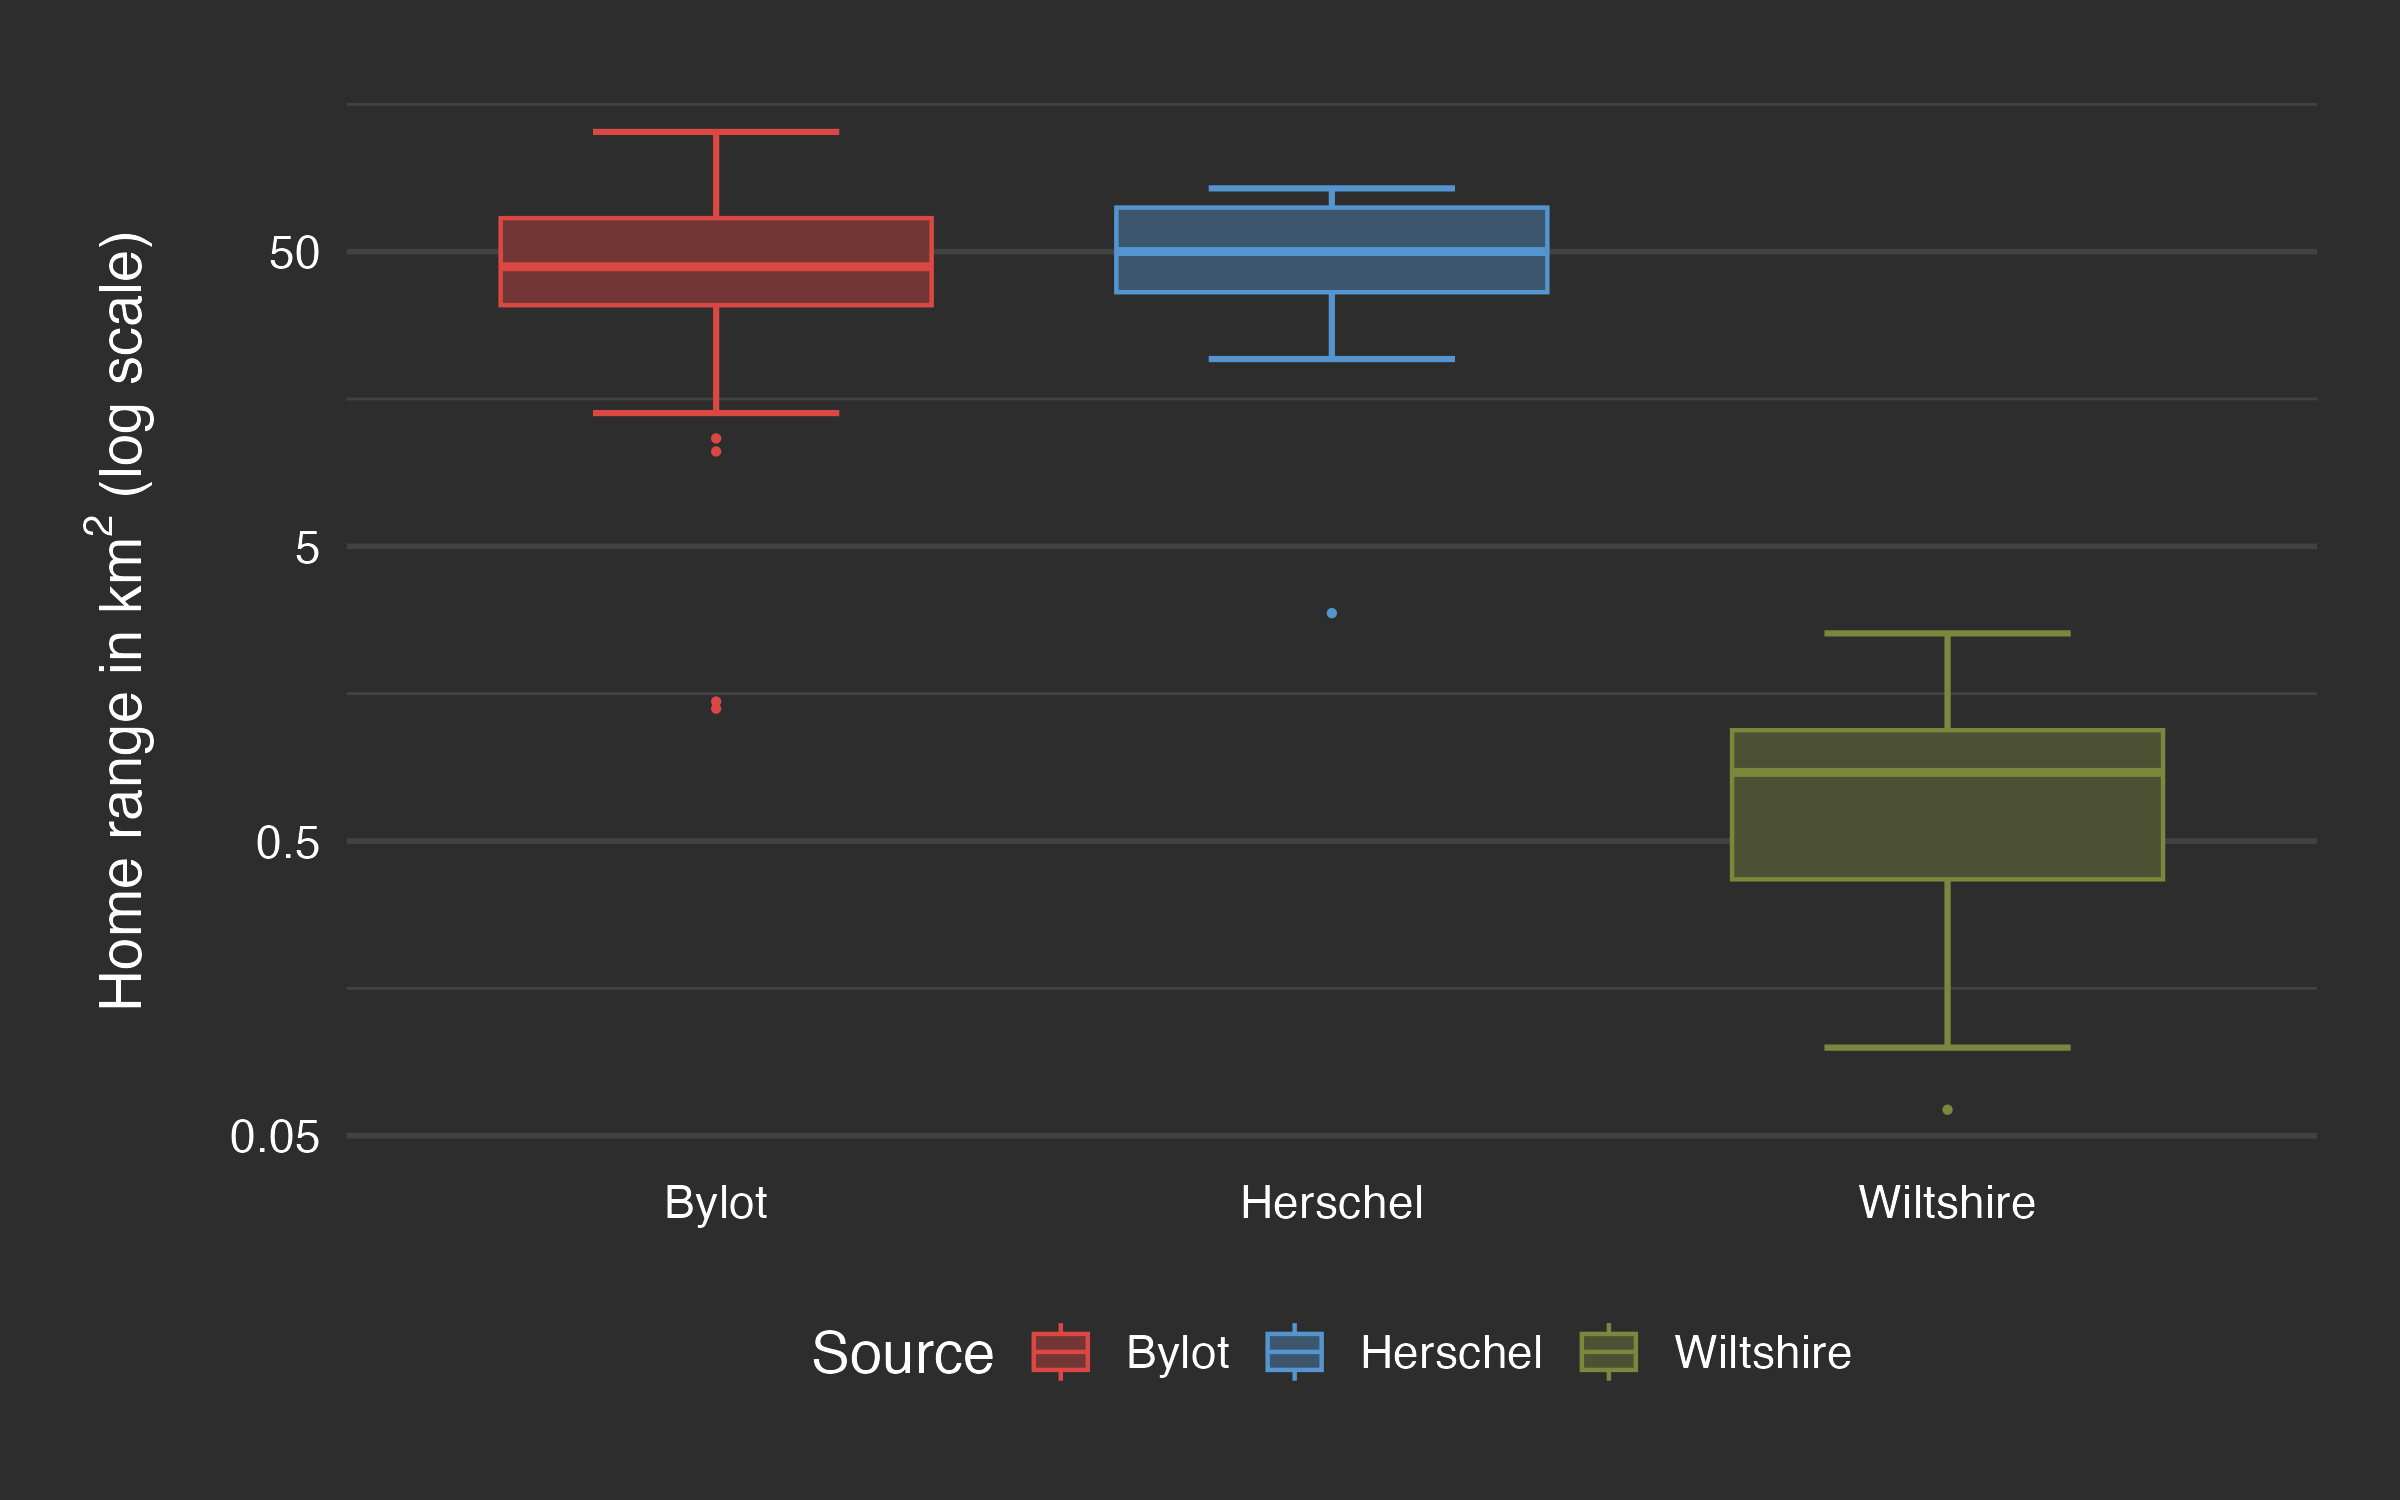 Home range in km² (log scale)
50
5
0.5
0.05
Bylot Herschel Wiltshire
Source Bylot Herschel Wiltshire